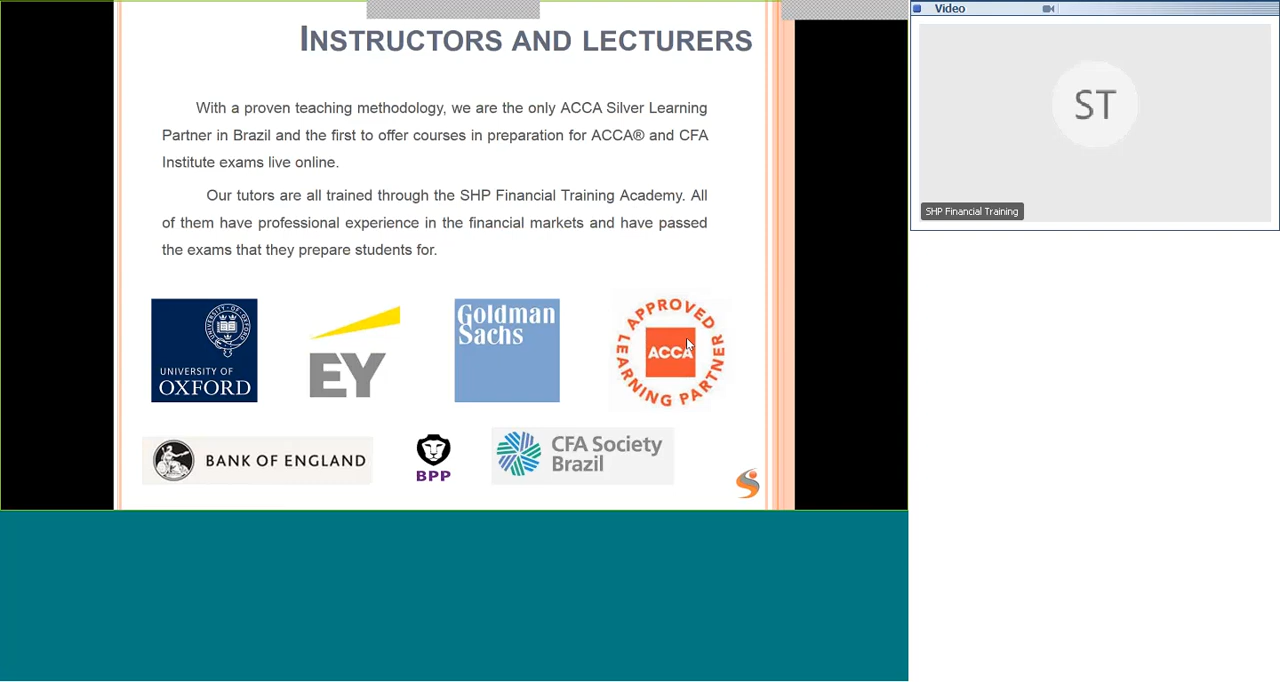 Video
INSTRUCTORS AND LECTURERS
ST
With a proven teaching methodology, we are the only ACCA Silver Learning
Partner in Brazil and the first to offer courses in preparation for ACCA® and CFA
Institute exams live online.
Our tutors are all trained through the SHP Financial Training Academy. All
of them have professional experience in the financial markets and have passed
the exams that they prepare students for.
SHP Financial Training
UNIVERSITY OF OXFORD
UNIVERSITY OF
OXFORD
EY
Goldman
Sachs
APPROVED
ACCA
LEARNING PARTNER
BANK OF ENGLAND
BPP
CFA Society
Brazil